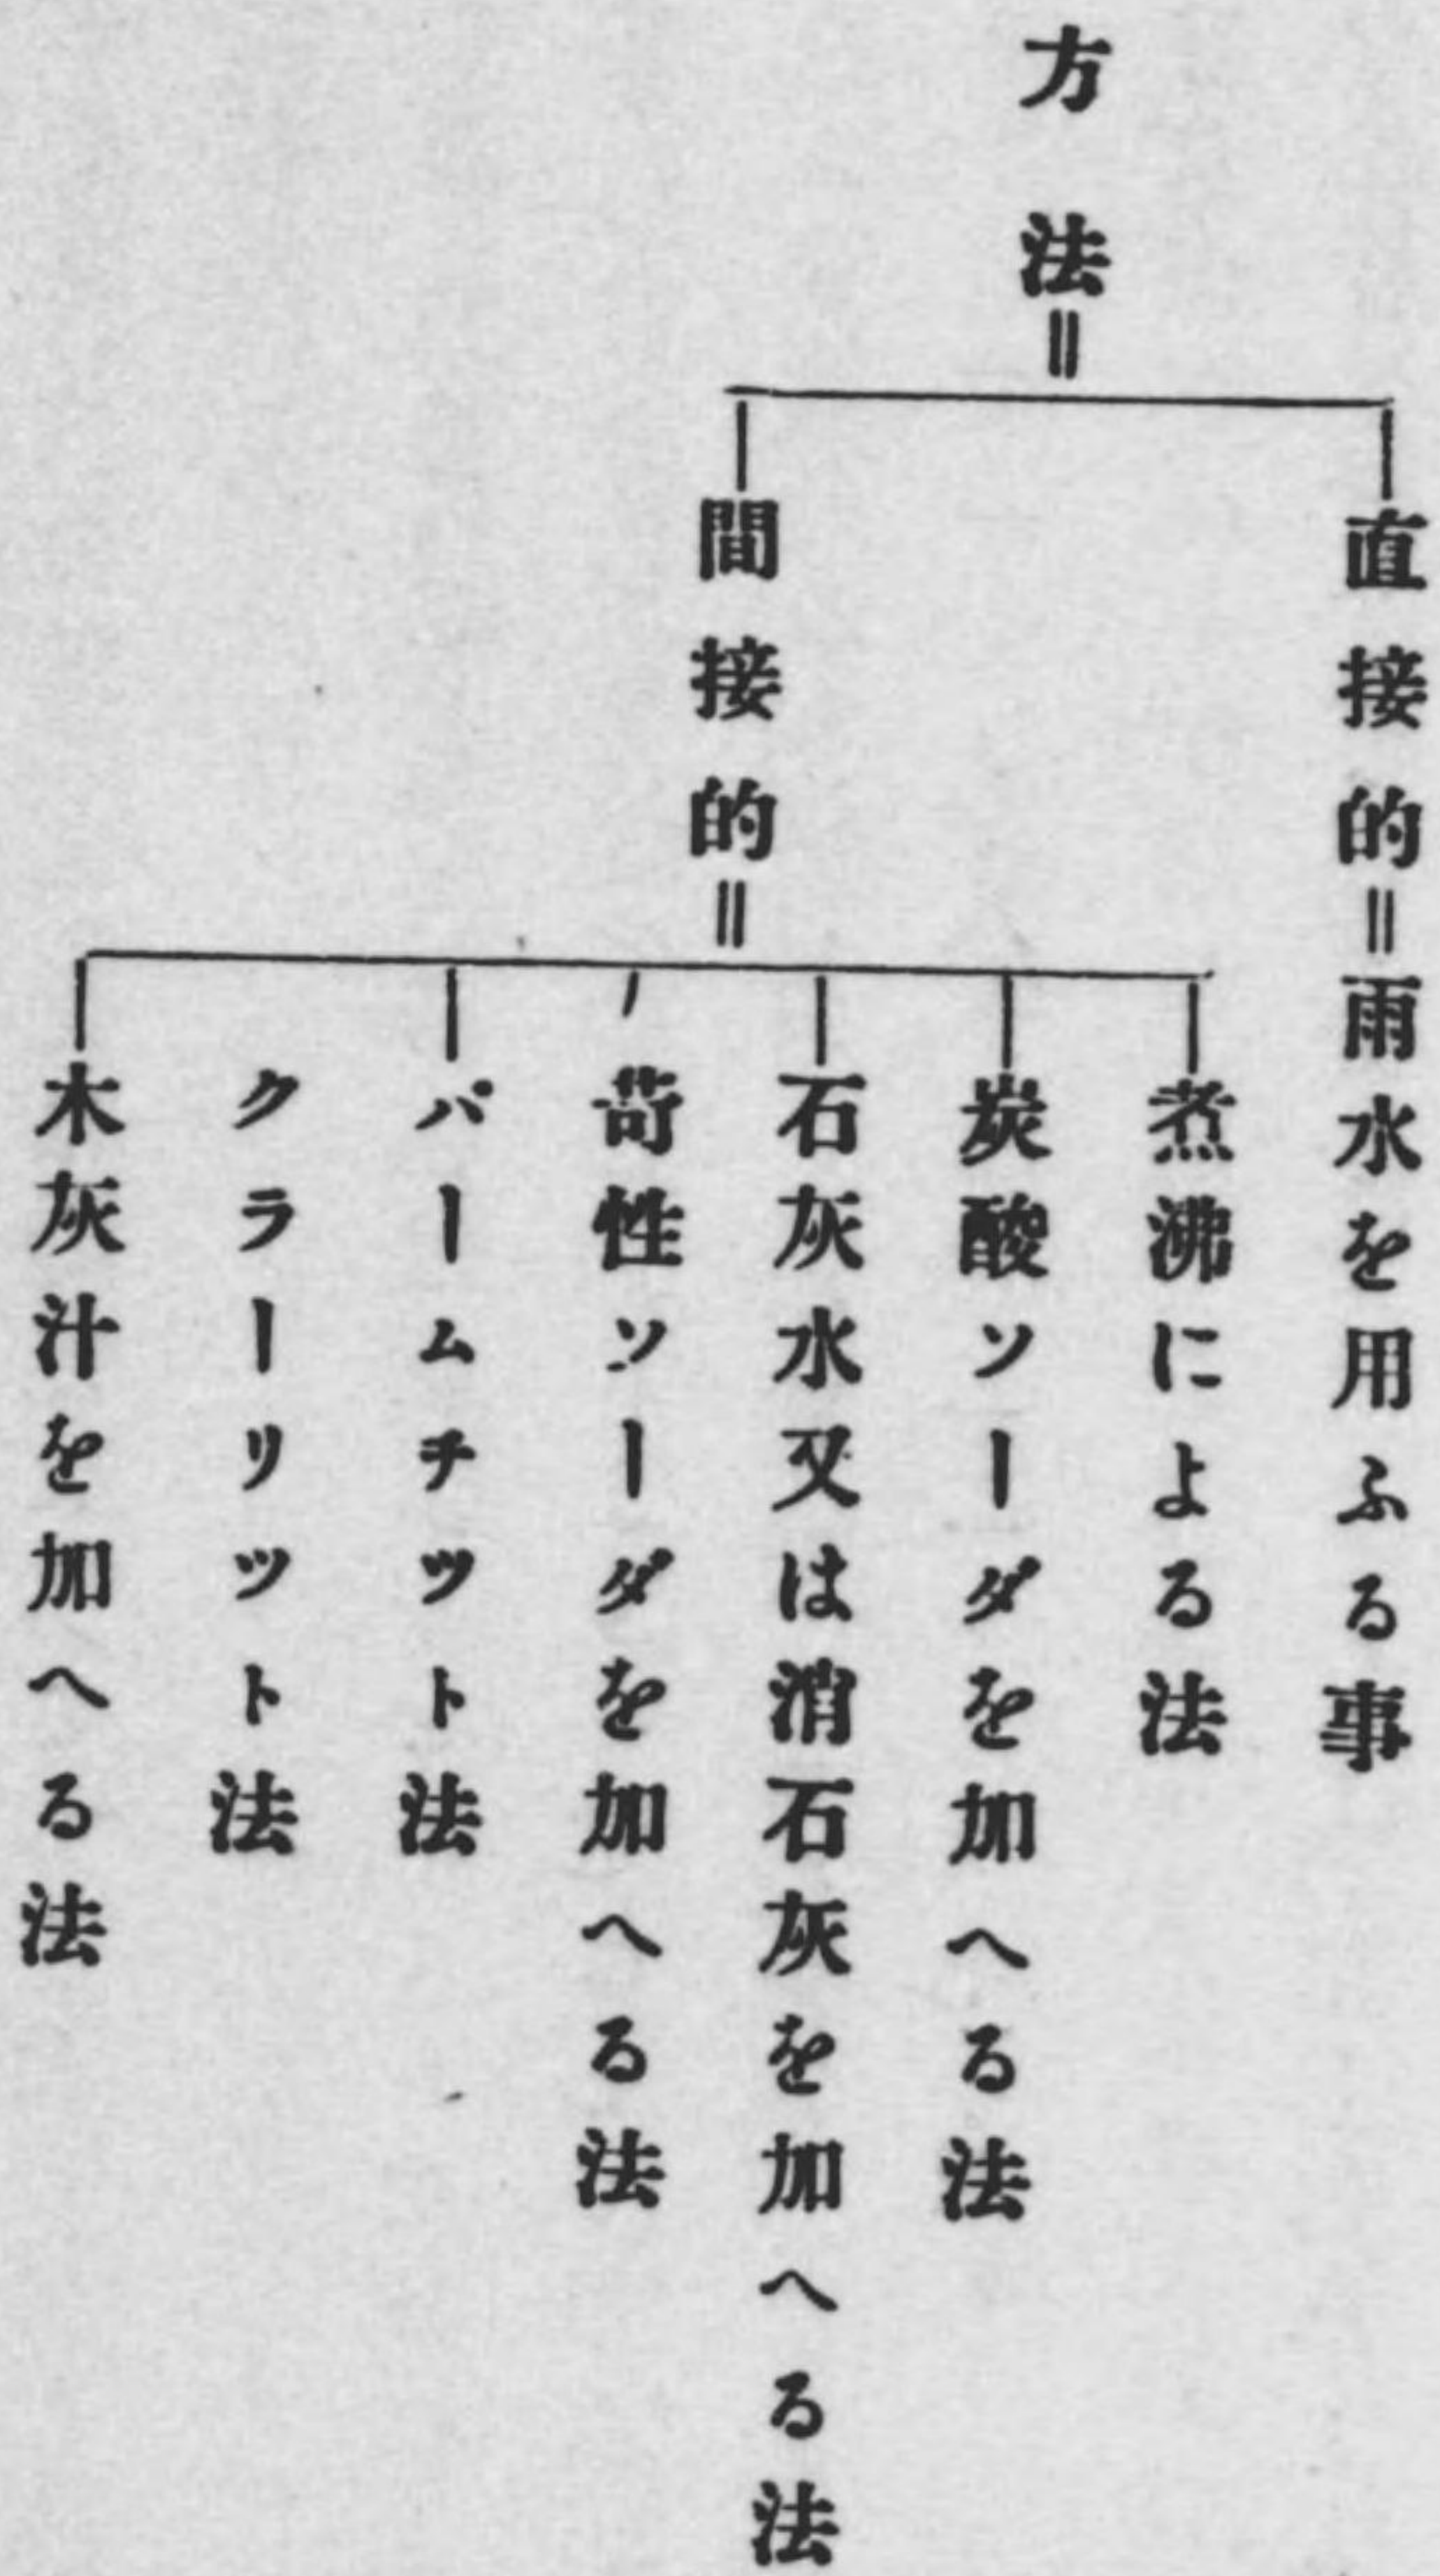 方法
直接的＝雨水を用ふる事
間接的
煮沸による法
炭酸ソーダを加へる法
石灰水又は消石灰を加へる法
苛性ソーダを加へる法
パームチット法
クラーリット法
木灰汁を加へる法